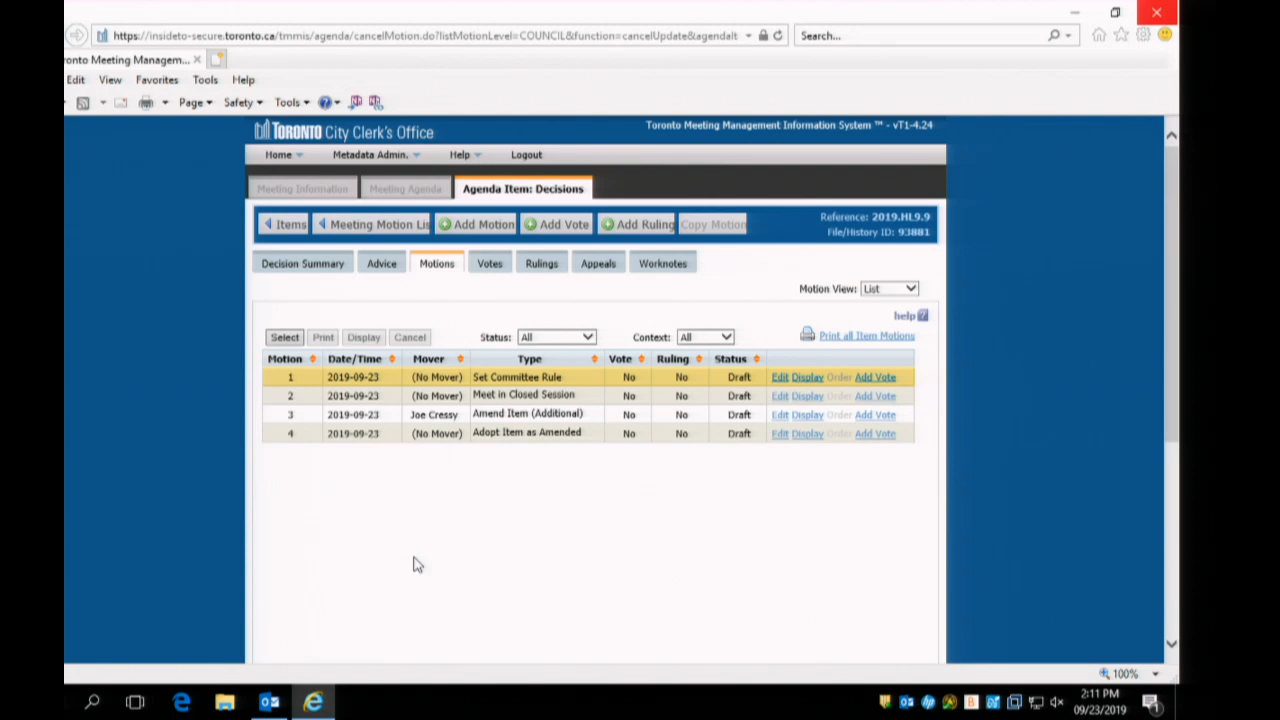 https://insideto-secure.toronto.ca/tmmis/agenda/cancelMotion.do?listMotionLevel=COUNCIL&function=cancelUpdate&agendaIt
Search...
ronto Meeting Managem...
Edit View Favorites Tools Help
Page Safety Tools
TORONTO City Clerk's Office
Toronto Meeting Management Information System ™ - vT1-4.24
Home Metadata Admin. Help Logout
Meeting Information Meeting Agenda Agenda Item: Decisions
Items Meeting Motion Lis Add Motion Add Vote Add Ruling Copy Motion
Reference: 2019.HL9.9
File/History ID: 93881
Decision Summary Advice Motions Votes Rulings Appeals Worknotes
Motion View: List
help ?
Select Print Display Cancel Status: All Context: All Print all Item Motions
Motion Date/Time Mover Type Vote Ruling Status
1 2019-09-23 (No Mover) Set Committee Rule No No Draft Edit Display Order Add Vote
2 2019-09-23 (No Mover) Meet in Closed Session No No Draft Edit Display Order Add Vote
3 2019-09-23 Joe Cressy Amend Item (Additional) No No Draft Edit Display Order Add Vote
4 2019-09-23 (No Mover) Adopt Item as Amended No No Draft Edit Display Order Add Vote
100%
2:11 PM
09/23/2019